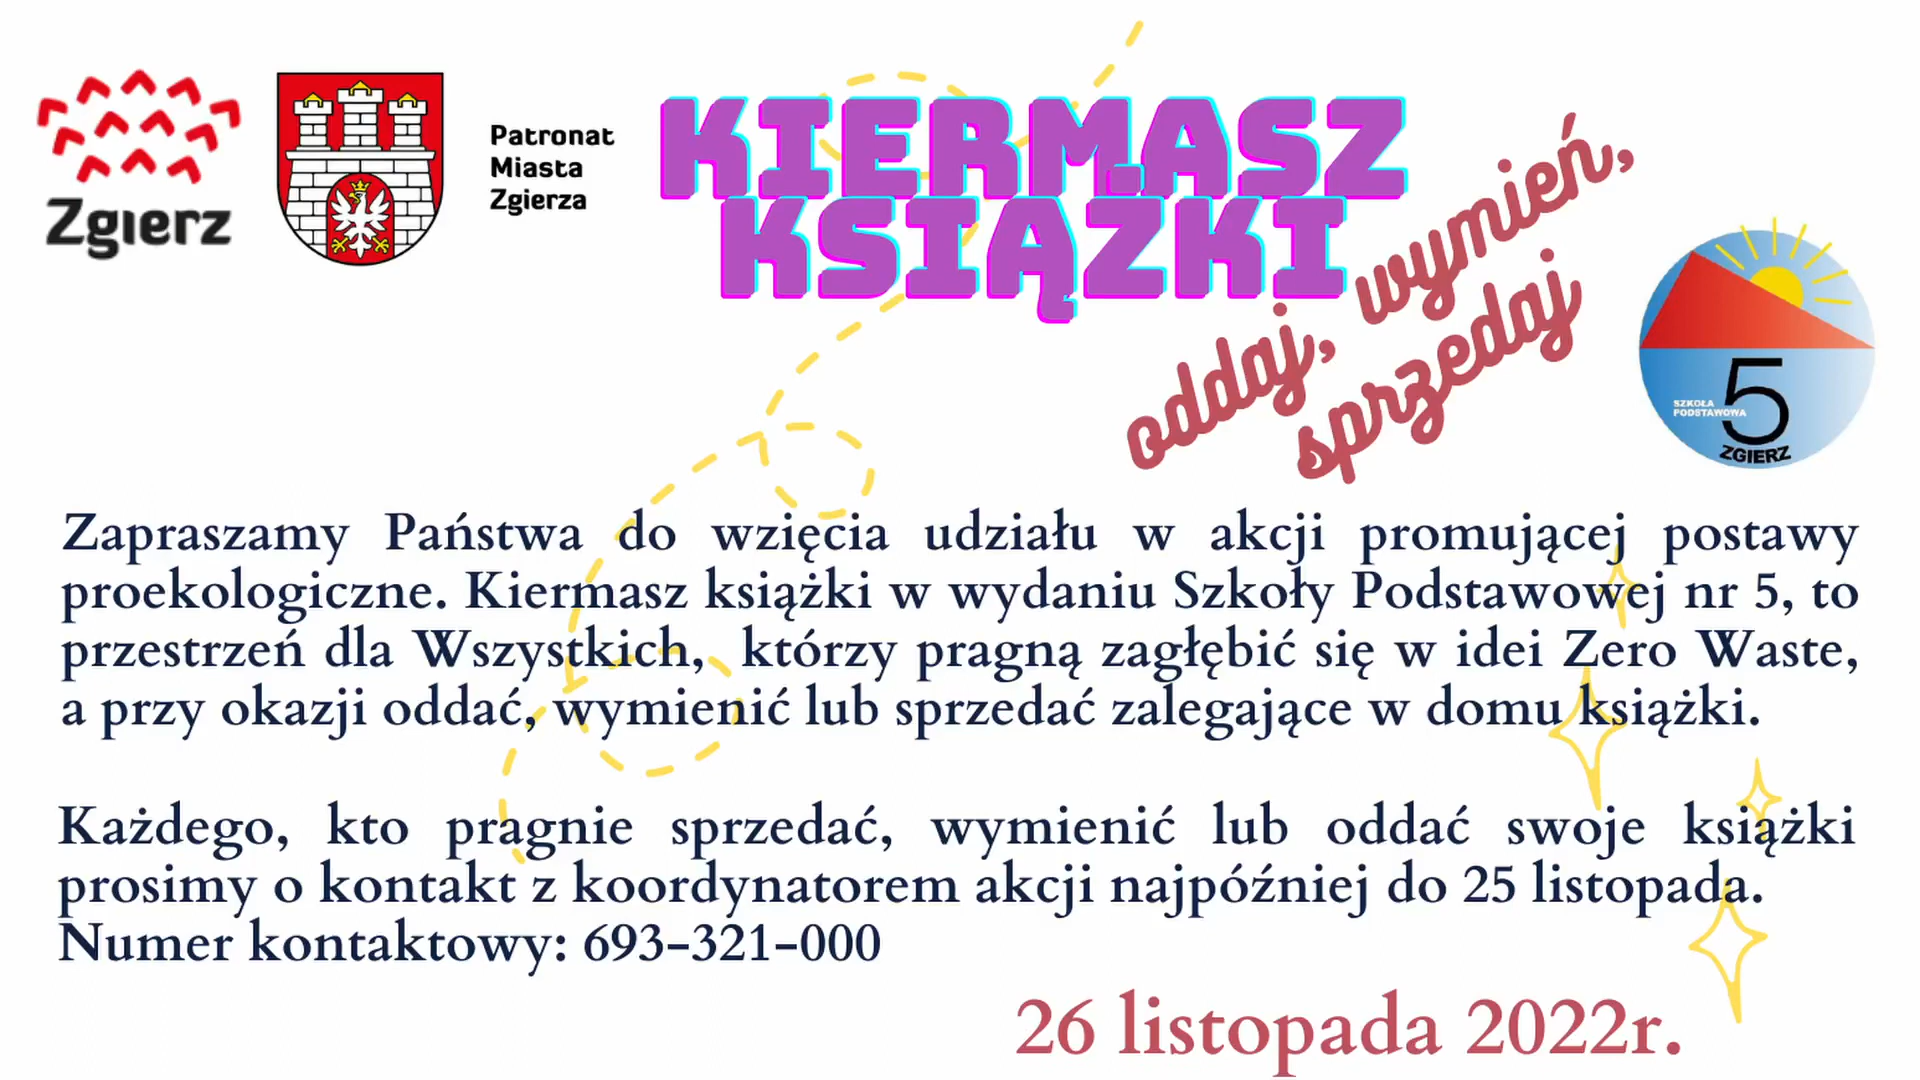 Zgierz
Patronat
Miasta
Zgierza
KIERMASZ
KSIĄŻKI
oddaj, wymień,
sprzedaj
SZKOŁA
PODSTAWOWA
5
ZGIERZ
Zapraszamy Państwa do wzięcia udziału w akcji promującej postawy
proekologiczne. Kiermasz książki w wydaniu Szkoły Podstawowej nr 5, to
przestrzeń dla Wszystkich, którzy pragną zagłębić się w idei Zero Waste,
a przy okazji oddać, wymienić lub sprzedać zalegające w domu książki.
Każdego, kto pragnie sprzedać, wymienić lub oddać swoje książki
prosimy o kontakt z koordynatorem akcji najpóźniej do 25 listopada.
Numer kontaktowy: 693-321-000
26 listopada 2022r.